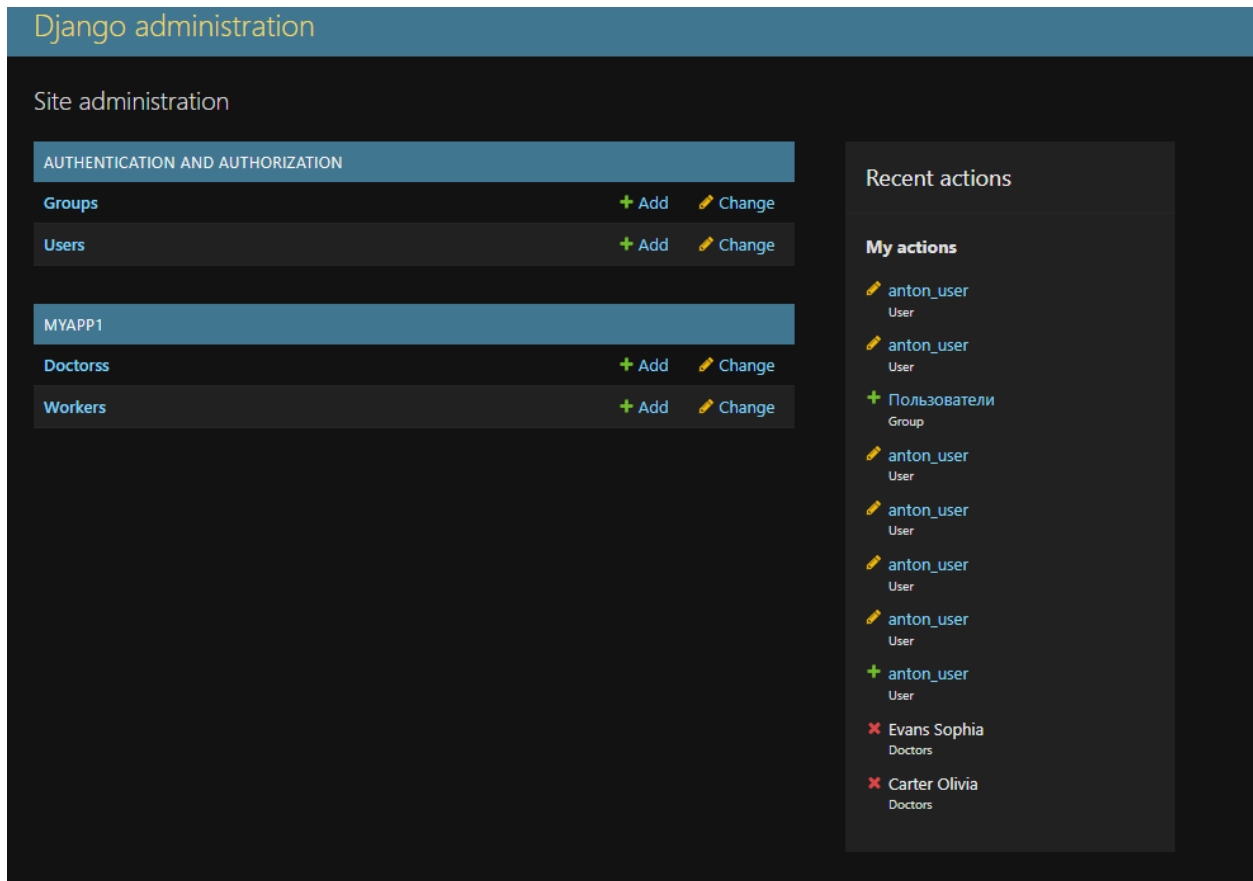 Django administration
Site administration
AUTHENTICATION AND AUTHORIZATION
Groups Add Change
Users Add Change
MYAPP1
Doctorss Add Change
Workers Add Change
Recent actions
My actions
anton_user
User
anton_user
User
Пользователи
Group
anton_user
User
anton_user
User
anton_user
User
anton_user
User
anton_user
User
Evans Sophia
Doctors
Carter Olivia
Doctors